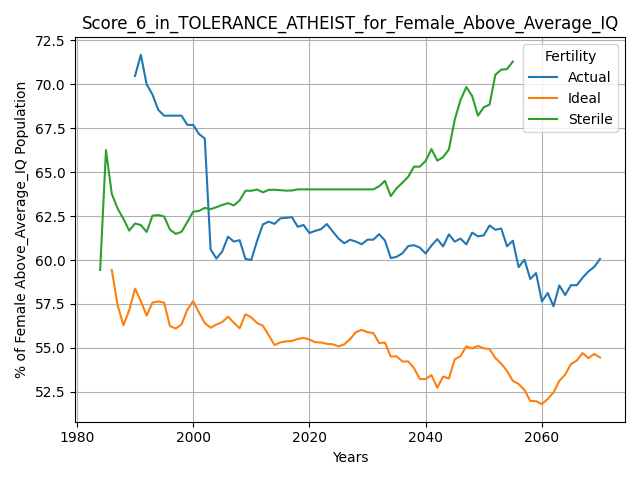 Score_6_in_TOLERANCE_ATHEIST_for_Female_Above_Average_IQ
% of Female Above_Average_IQ Population
72.5
70.0
67.5
65.0
62.5
60.0
57.5
55.0
52.5
Fertility
Actual
Ideal
Sterile
1980
2000
2020
2040
2060
Years